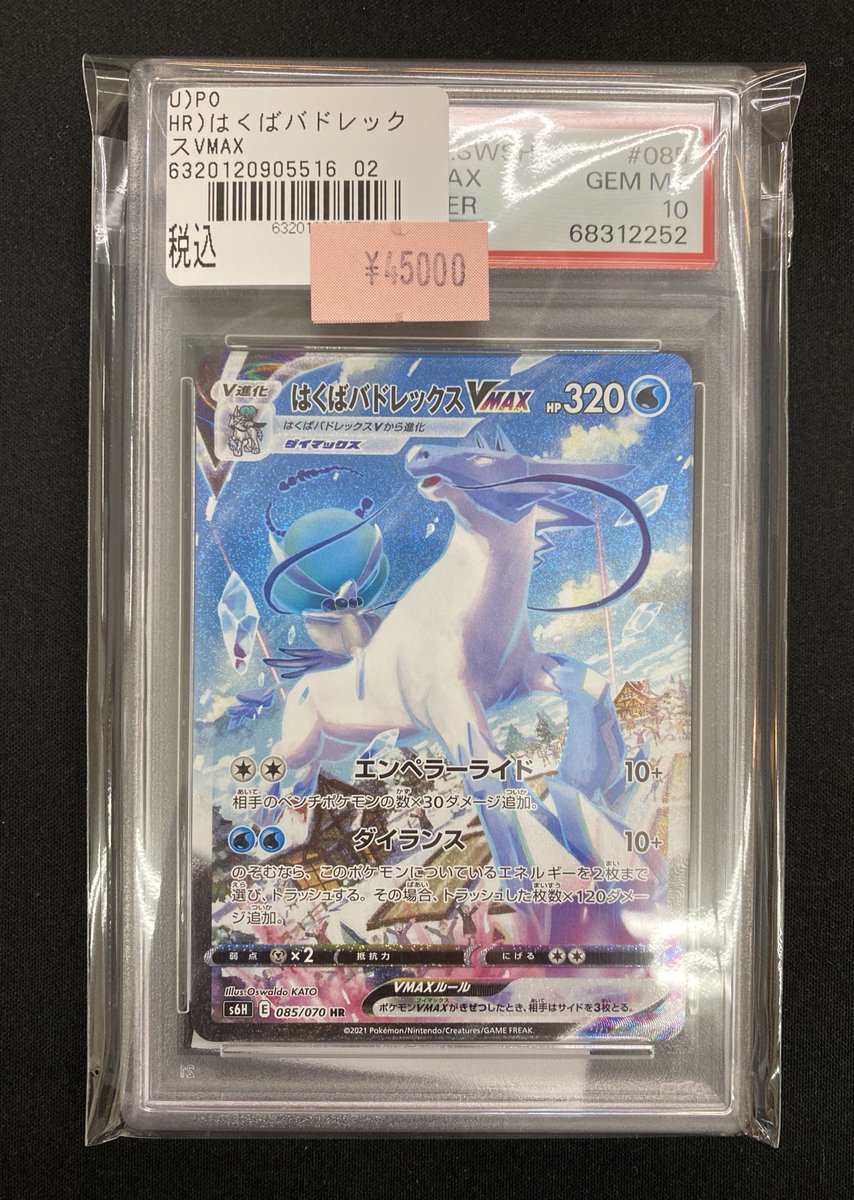 U)PO
HR)はくばバドレック
スVMAX
6320120905516 02
税込
¥45000
#085
GEM M
10
68312252
V進化
はくばバドレックスVMAX
HP320
はくばバドレックスVから進化
ダイマックス
エンペラーライド 10+
相手のベンチポケモンの数×30ダメージ追加。
ダイランス 10+
のぞむなら、このポケモンについているエネルギーを2枚まで
選び、トラッシュする。その場合、トラッシュした枚数×120ダメー
ジ追加。
弱点 ×2 抵抗力 にげる
Illus. Oswaldo KATO
VMAXルール
ポケモンVMAXがきぜつしたとき、相手はサイドを3枚とる。
s6H E 085/070 HR
©2021 Pokémon/Nintendo/Creatures/GAME FREAK.